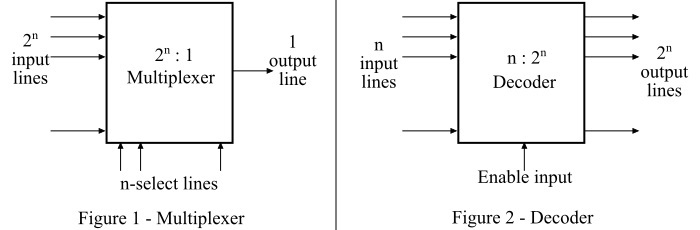 2ⁿ
input
lines
2ⁿ : 1
Multiplexer
1
output
line
n-select lines
Figure 1 - Multiplexer
n
input
lines
n : 2ⁿ
Decoder
2ⁿ
output
lines
Enable input
Figure 2 - Decoder